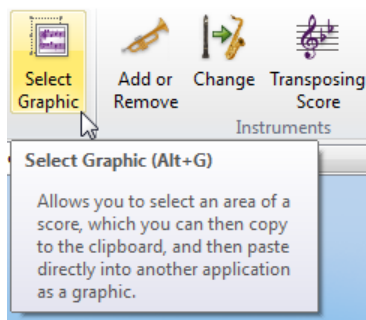 Select Graphic
Add or Remove
Change
Transposing Score
Instruments
Select Graphic (Alt+G)
Allows you to select an area of a
score, which you can then copy
to the clipboard, and then paste
directly into another application
as a graphic.